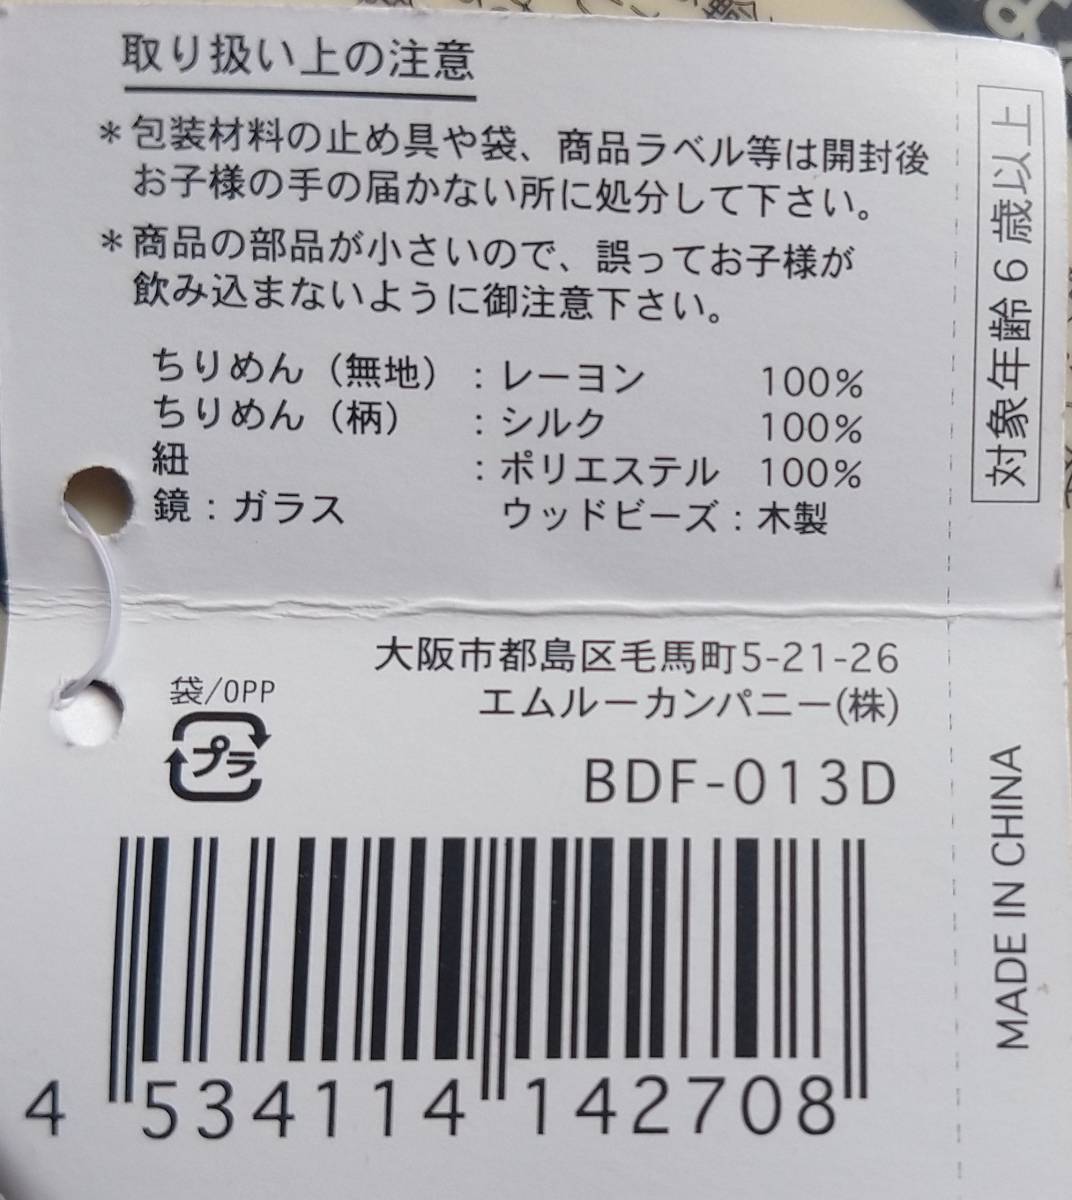 取り扱い上の注意
＊包装材料の止め具や袋、商品ラベル等は開封後
お子様の手の届かない所に処分して下さい。
＊商品の部品が小さいので、誤ってお子様が
飲み込まないように御注意下さい。
ちりめん（無地）：レーヨン 100%
ちりめん（柄）：シルク 100%
紐：ポリエステル 100%
鏡：ガラス ウッドビーズ：木製
対象年齢6歳以上
大阪市都島区毛馬町5-21-26
エムルーカンパニー(株)
袋/OPP
プラ
BDF-013D
MADE IN CHINA
4 534114 142708